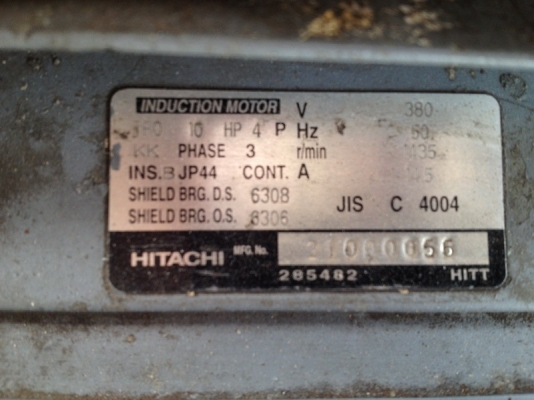 INDUCTION MOTOR V 380
10 HP 4 P Hz
PHASE 3 r/min
INS.B JP44 CONT. A
SHIELD BRG. D.S. 6308
SHIELD BRG. O.S. 6306 JIS C 4004
HITACHI MFG. No.
285482 HITT